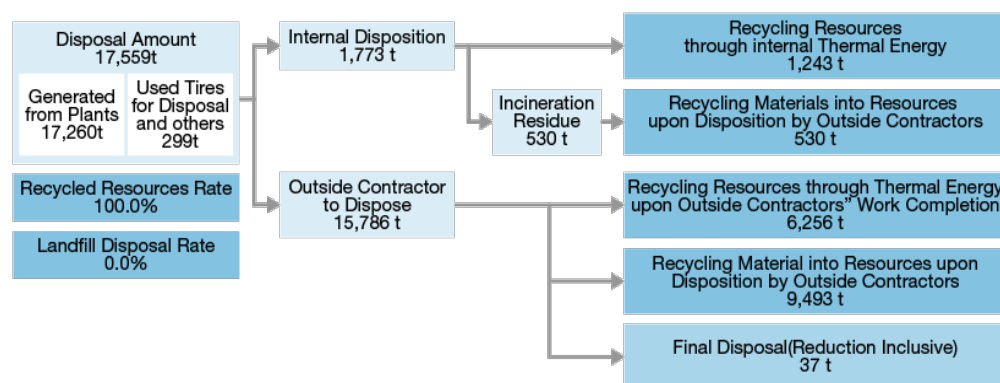 Disposal Amount
17,559t
Generated
from Plants
17,260t
Used Tires
for Disposal
and others
299t
Recycled Resources Rate
100.0%
Landfill Disposal Rate
0.0%
Internal Disposition
1,773 t
Incineration
Residue
530 t
Outside Contractor
to Dispose
15,786 t
Recycling Resources
through internal Thermal Energy
1,243 t
Recycling Materials into Resources
upon Disposition by Outside Contractors
530 t
Recycling Resources through Thermal Energy
upon Outside Contractors” Work Completion
6,256 t
Recycling Material into Resources upon
Disposition by Outside Contractors
9,493 t
Final Disposal(Reduction Inclusive)
37 t